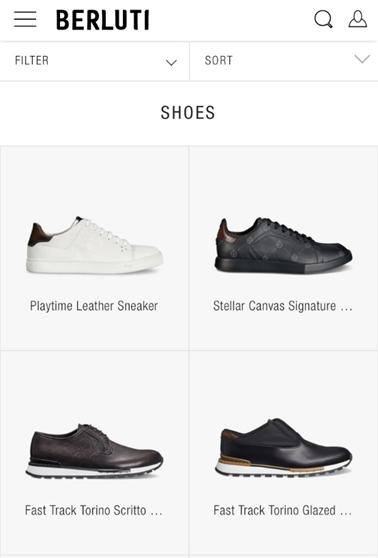 BERLUTI
FILTER
SORT
SHOES
Playtime Leather Sneaker
Stellar Canvas Signature ...
Fast Track Torino Scritto ...
Fast Track Torino Glazed ...